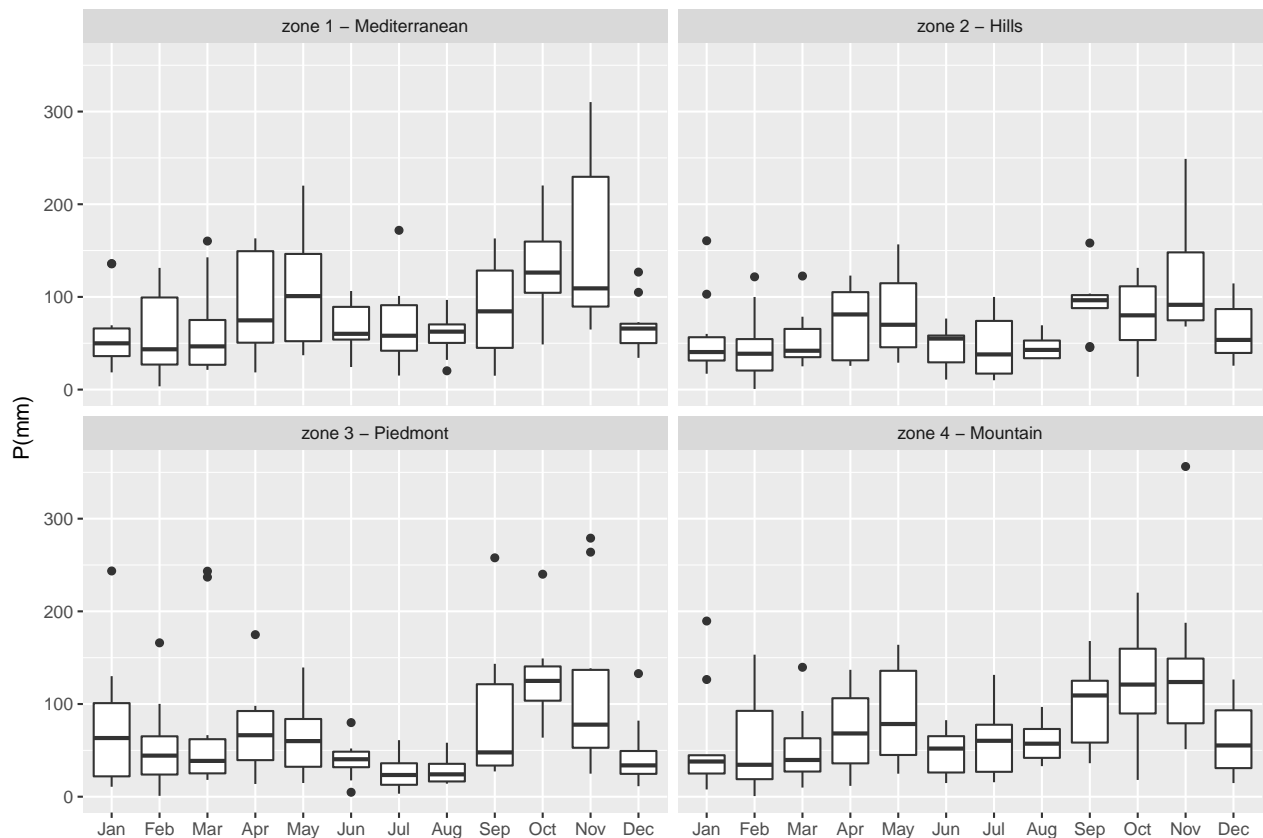 zone 1 – Mediterranean
zone 2 – Hills
300
200
100
0
P(mm)
zone 3 – Piedmont
zone 4 – Mountain
300
200
100
0
Jan Feb Mar Apr May Jun Jul Aug Sep Oct Nov Dec
Jan Feb Mar Apr May Jun Jul Aug Sep Oct Nov Dec